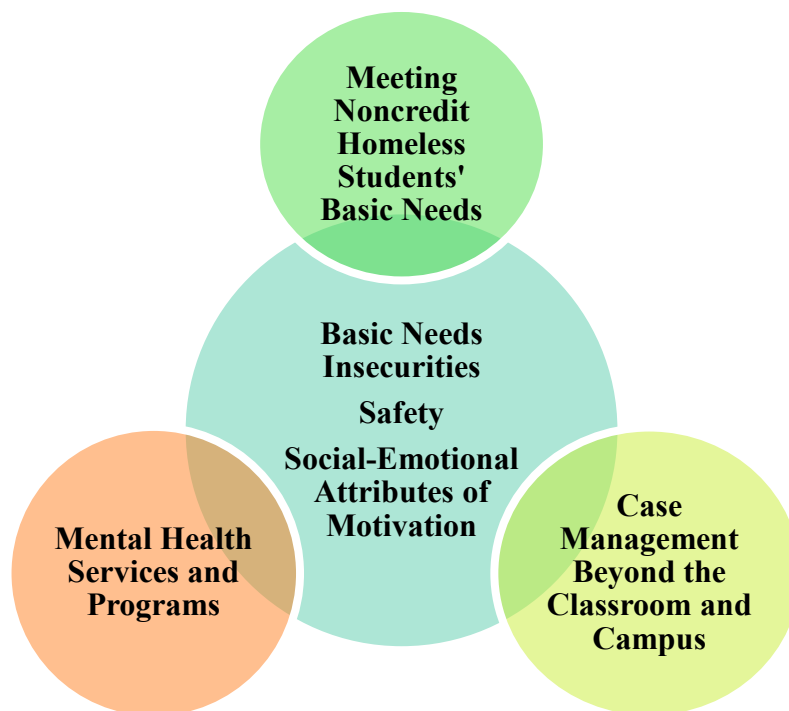 Meeting
Noncredit
Homeless
Students'
Basic Needs
Basic Needs
Insecurities
Safety
Social-Emotional
Attributes of
Motivation
Mental Health
Services and
Programs
Case
Management
Beyond the
Classroom and
Campus